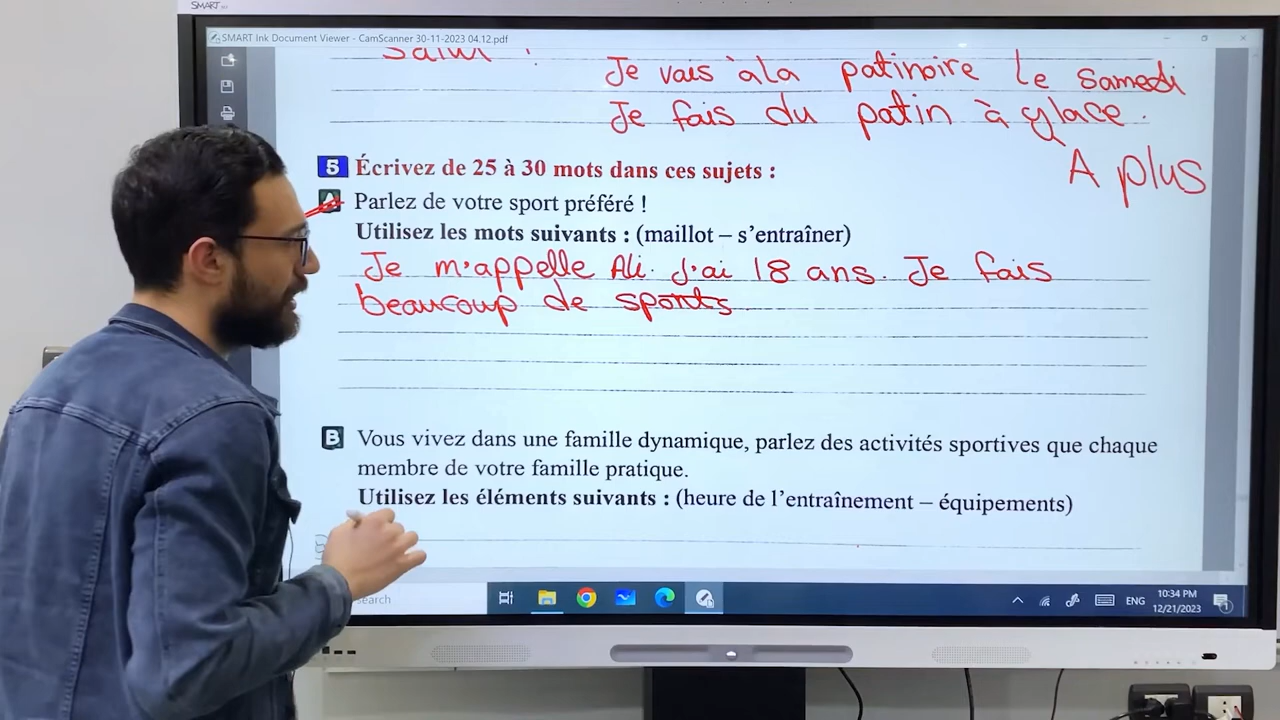 SMART
SMART Ink Document Viewer - CamScanner 30-11-2023 04.12.pdf
Salut !
Je vais à la patinoire le samedi
Je fais du patin à glace.
A plus
5 Écrivez de 25 à 30 mots dans ces sujets :
A Parlez de votre sport préféré !
Utilisez les mots suivants : (maillot – s'entraîner)
Je m'appelle Ali. J'ai 18 ans. Je fais
beaucoup de sports.
B Vous vivez dans une famille dynamique, parlez des activités sportives que chaque
membre de votre famille pratique.
Utilisez les éléments suivants : (heure de l'entraînement – équipements)
search
ENG
10:34 PM
12/21/2023
1